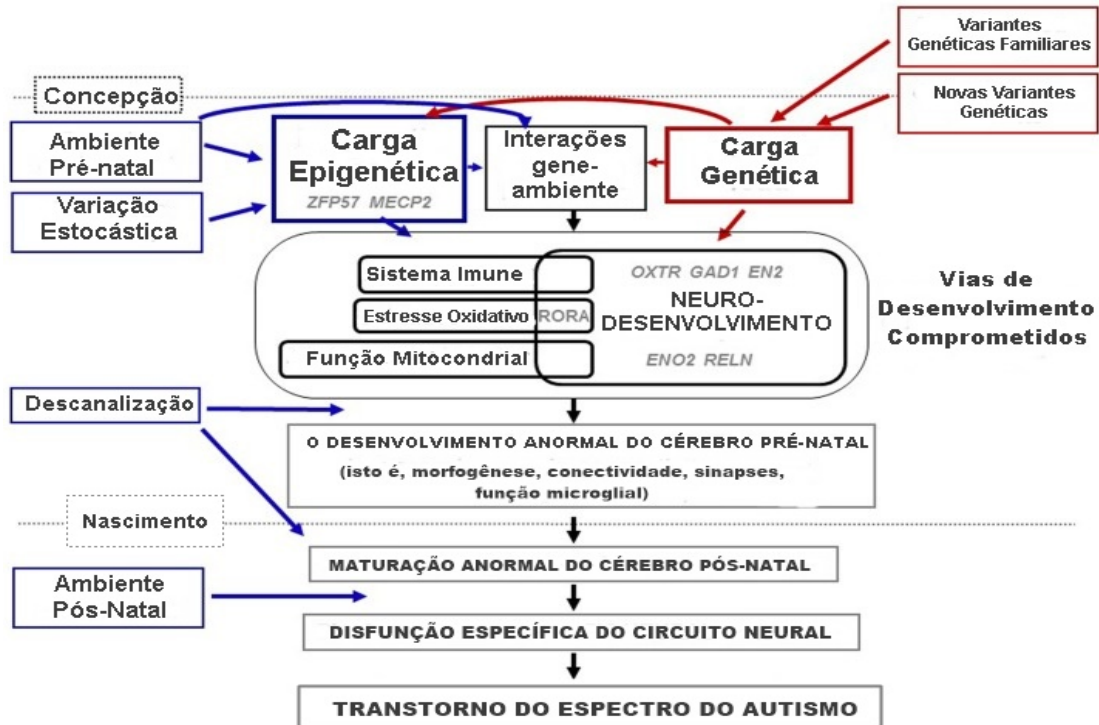 Variantes
Genéticas Familiares
Concepção
Novas Variantes
Genéticas
Ambiente
Pré-natal
Carga
Epigenética
ZFP57 MECP2
Interações
gene-
ambiente
Carga
Genética
Variação
Estocástica
Sistema Imune
Estresse Oxidativo
RORA
Função Mitocondrial
OXTR GAD1 EN2
NEURO-
DESENVOLVIMENTO
ENO2 RELN
Vias de
Desenvolvimento
Comprometidos
Descanalização
O DESENVOLVIMENTO ANORMAL DO CÉREBRO PRÉ-NATAL
(isto é, morfogênese, conectividade, sinapses,
função microglial)
Nascimento
MATURAÇÃO ANORMAL DO CÉREBRO PÓS-NATAL
Ambiente
Pós-Natal
DISFUNÇÃO ESPECÍFICA DO CIRCUITO NEURAL
TRANSTORNO DO ESPECTRO DO AUTISMO